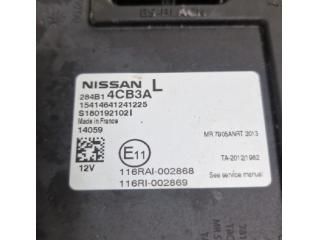 NISSAN L
284B1 4CB3A
15414641241225
S180192102I
Made in France
14059
MR 7905ANRT 2013
E11
TA-2012/1982
12V
116RAI-002868
116RI-002869
See service manual